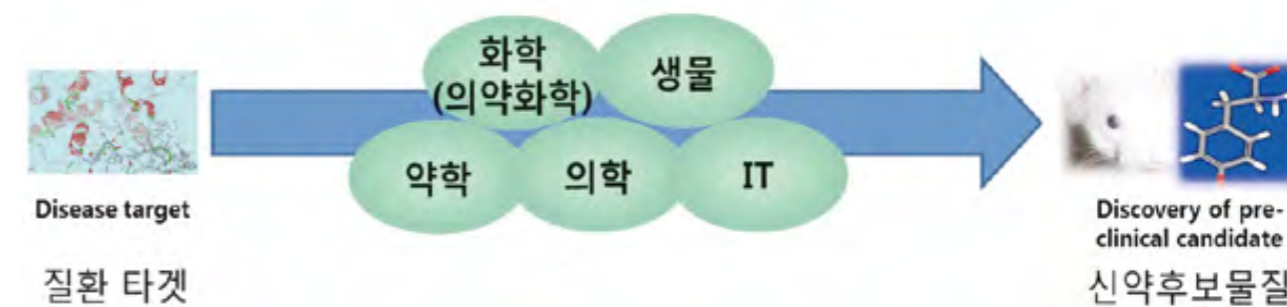 화학
(의약화학)
생물
약학
의학
IT
Disease target
질환 타겟
Discovery of pre-
clinical candidate
신약후보물질